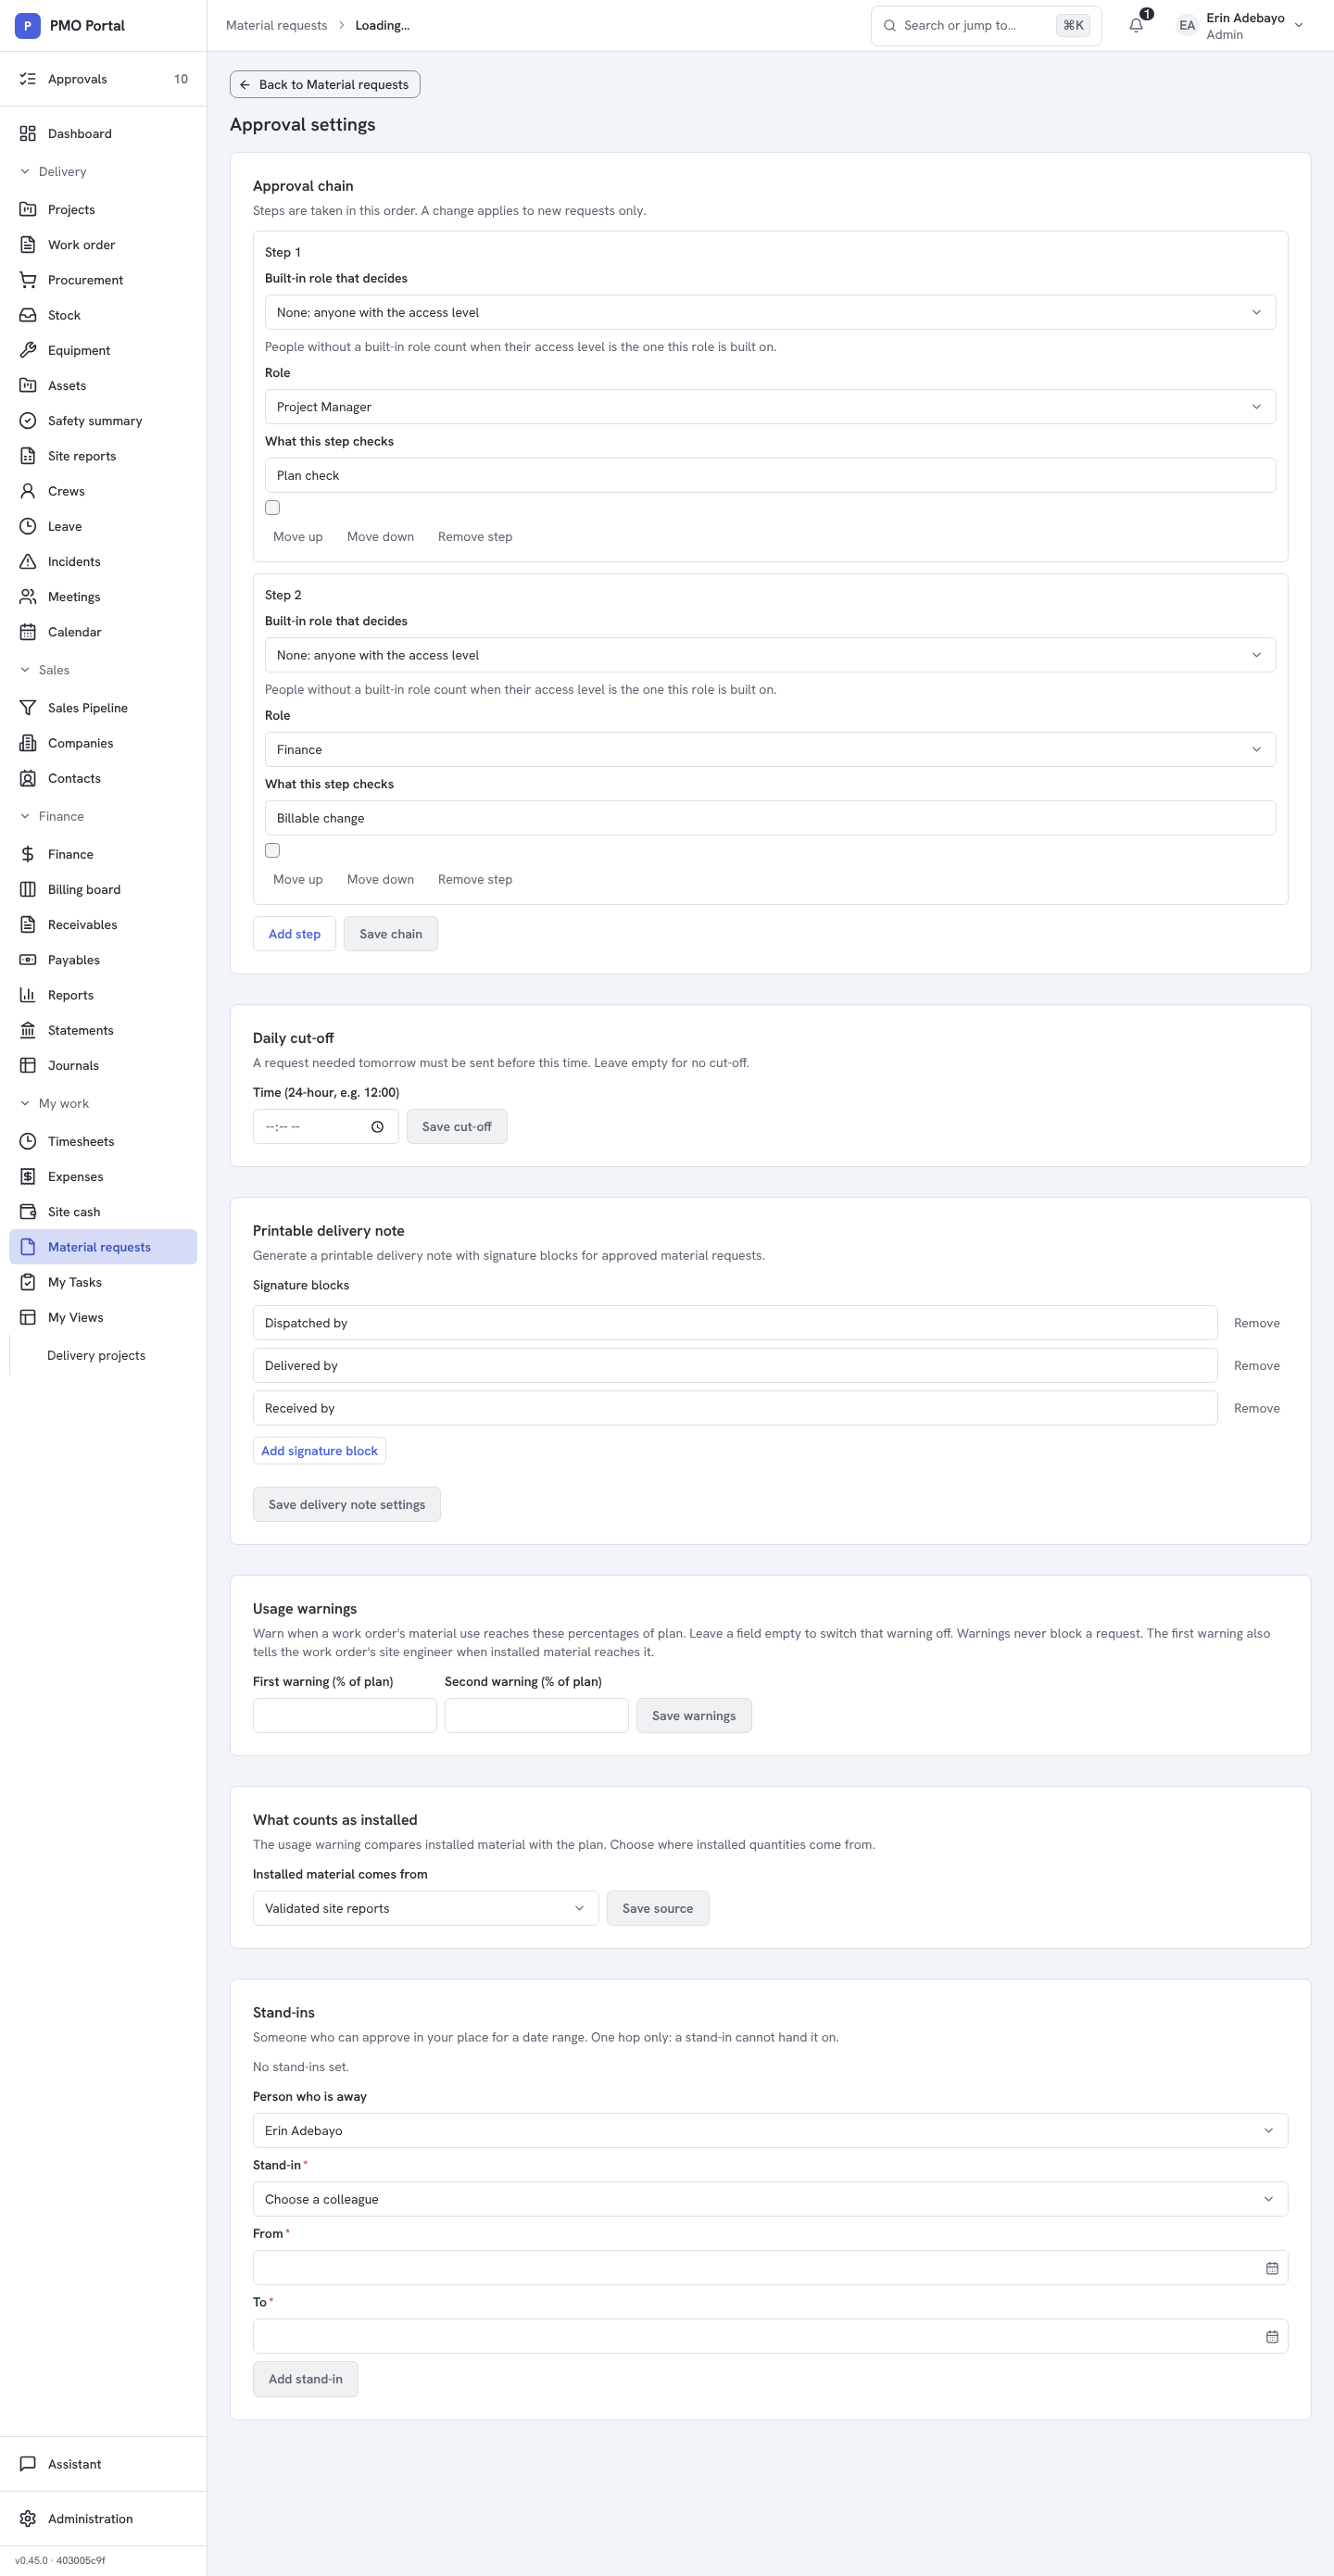 P PMO Portal
Material requests > Loading...
Search or jump to... ⌘K
1
EA Erin Adebayo
Admin
Approvals 10
Dashboard
Delivery
Projects
Work order
Procurement
Stock
Equipment
Assets
Safety summary
Site reports
Crews
Leave
Incidents
Meetings
Calendar
Sales
Sales Pipeline
Companies
Contacts
Finance
Finance
Billing board
Receivables
Payables
Reports
Statements
Journals
My work
Timesheets
Expenses
Site cash
Material requests
My Tasks
My Views
Delivery projects
Assistant
Administration
v0.45.0 · 403005c9f
Back to Material requests
Approval settings
Approval chain
Steps are taken in this order. A change applies to new requests only.
Step 1
Built-in role that decides
None: anyone with the access level
People without a built-in role count when their access level is the one this role is built on.
Role
Project Manager
What this step checks
Plan check
Move up Move down Remove step
Step 2
Built-in role that decides
None: anyone with the access level
People without a built-in role count when their access level is the one this role is built on.
Role
Finance
What this step checks
Billable change
Move up Move down Remove step
Add step Save chain
Daily cut-off
A request needed tomorrow must be sent before this time. Leave empty for no cut-off.
Time (24-hour, e.g. 12:00)
--:-- -- Save cut-off
Printable delivery note
Generate a printable delivery note with signature blocks for approved material requests.
Signature blocks
Dispatched by Remove
Delivered by Remove
Received by Remove
Add signature block
Save delivery note settings
Usage warnings
Warn when a work order's material use reaches these percentages of plan. Leave a field empty to switch that warning off. Warnings never block a request. The first warning also
tells the work order's site engineer when installed material reaches it.
First warning (% of plan) Second warning (% of plan)
Save warnings
What counts as installed
The usage warning compares installed material with the plan. Choose where installed quantities come from.
Installed material comes from
Validated site reports Save source
Stand-ins
Someone who can approve in your place for a date range. One hop only: a stand-in cannot hand it on.
No stand-ins set.
Person who is away
Erin Adebayo
Stand-in *
Choose a colleague
From *
To *
Add stand-in